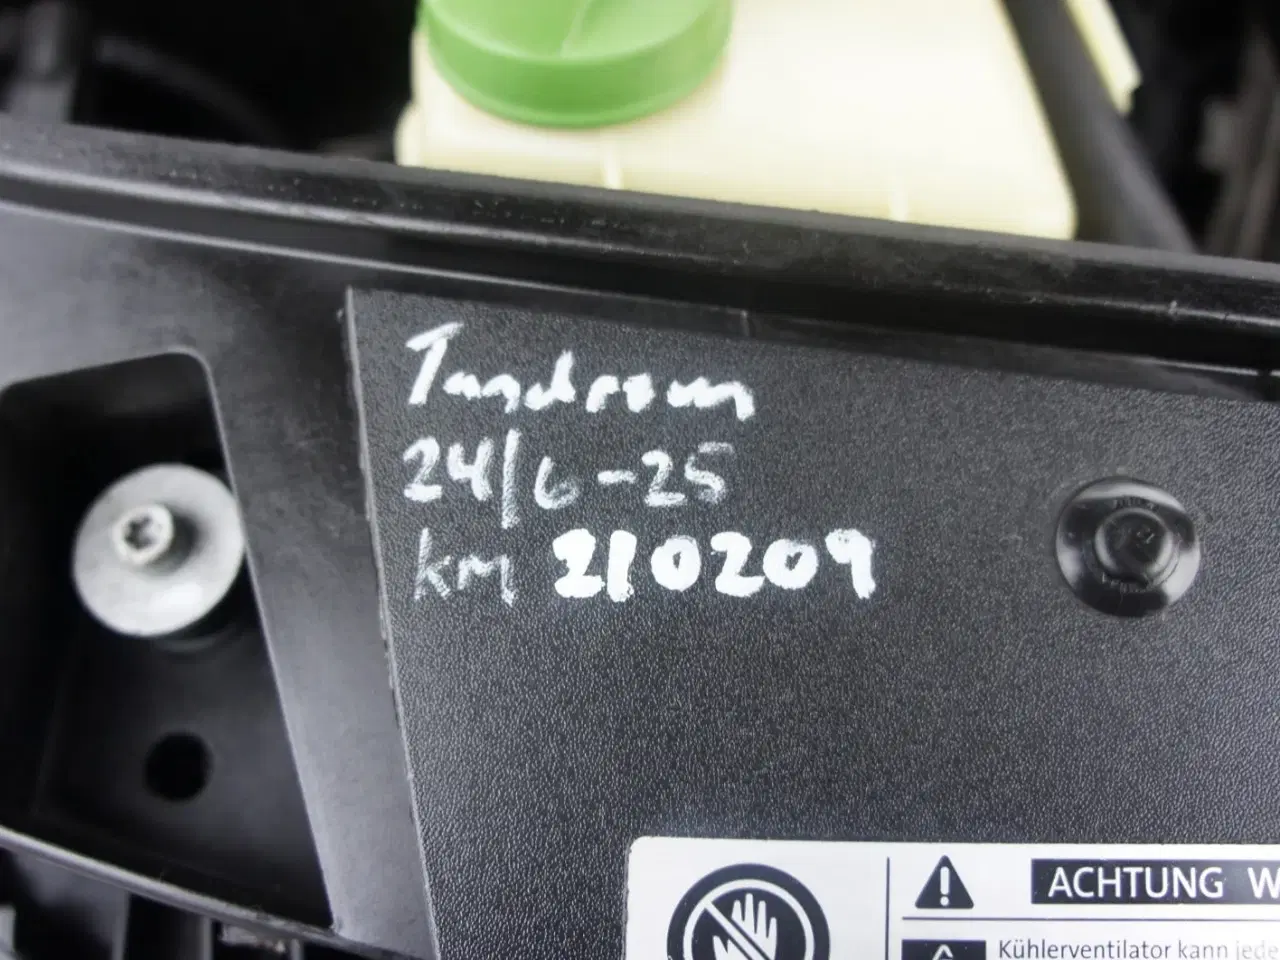 Tandrem
24/6-25
km 210209
ACHTUNG W
Kühlerventilator kann jede